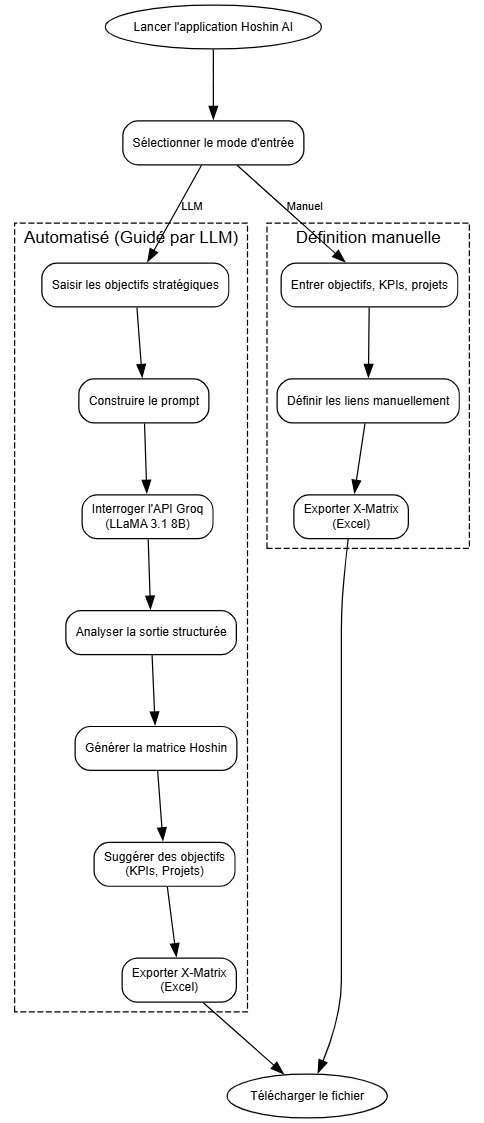 Lancer l'application Hoshin AI
Sélectionner le mode d'entrée
LLM
Manuel
Automatisé (Guidé par LLM)
Définition manuelle
Saisir les objectifs stratégiques
Entrer objectifs, KPIs, projets
Construire le prompt
Définir les liens manuellement
Interroger l'API Groq
(LLaMA 3.1 8B)
Exporter X-Matrix
(Excel)
Analyser la sortie structurée
Générer la matrice Hoshin
Suggérer des objectifs
(KPIs, Projets)
Exporter X-Matrix
(Excel)
Télécharger le fichier